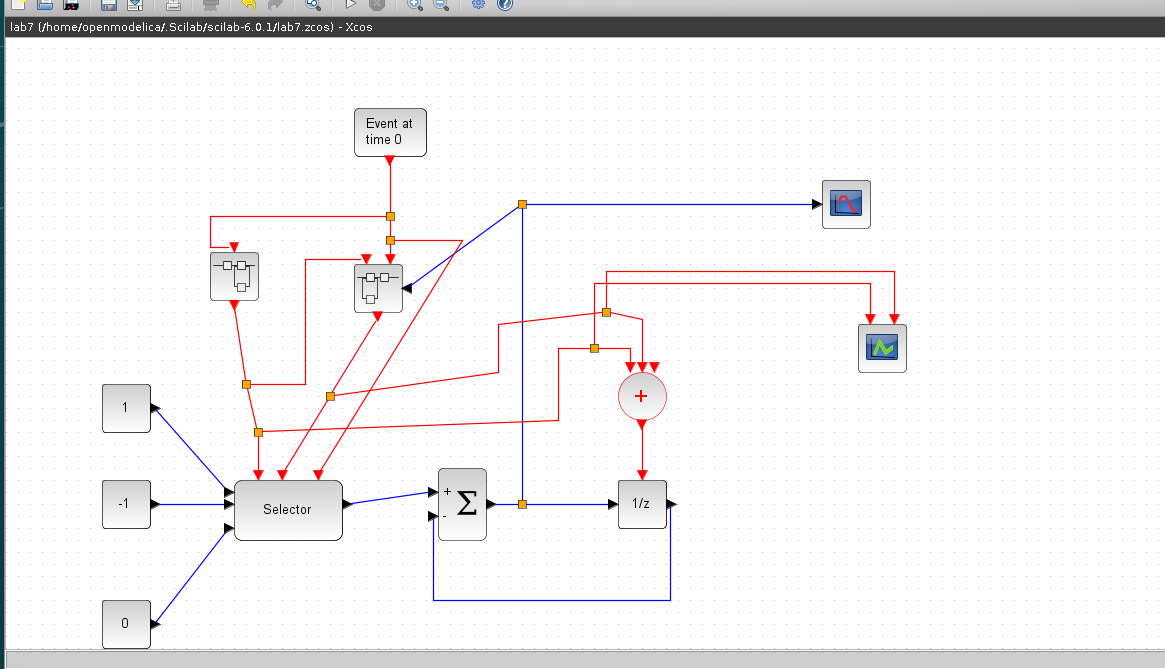 lab7 (/home/openmodelica/.Scilab/scilab-6.0.1/lab7.zcos) - Xcos
Event at
time 0
1
+
-1
+
Σ
-
1/z
Selector
0